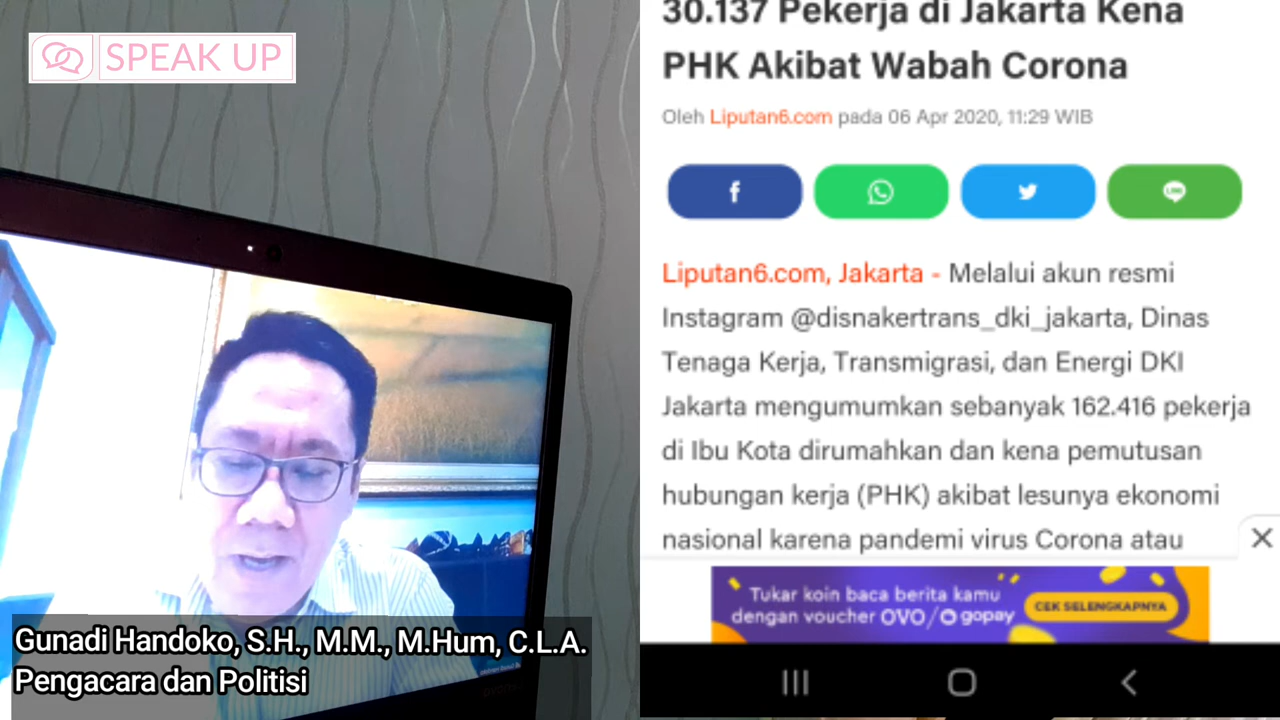 SPEAK UP
Gunadi Handoko, S.H., M.M., M.Hum, C.L.A.
Pengacara dan Politisi
30.137 Pekerja di Jakarta Kena
PHK Akibat Wabah Corona
Oleh Liputan6.com pada 06 Apr 2020, 11:29 WIB
f
LINE
Liputan6.com, Jakarta - Melalui akun resmi
Instagram @disnakertrans_dki_jakarta, Dinas
Tenaga Kerja, Transmigrasi, dan Energi DKI
Jakarta mengumumkan sebanyak 162.416 pekerja
di Ibu Kota dirumahkan dan kena pemutusan
hubungan kerja (PHK) akibat lesunya ekonomi
nasional karena pandemi virus Corona atau
Tukar koin baca berita kamu
dengan voucher OVO/gopay
CEK SELENGKAPNYA